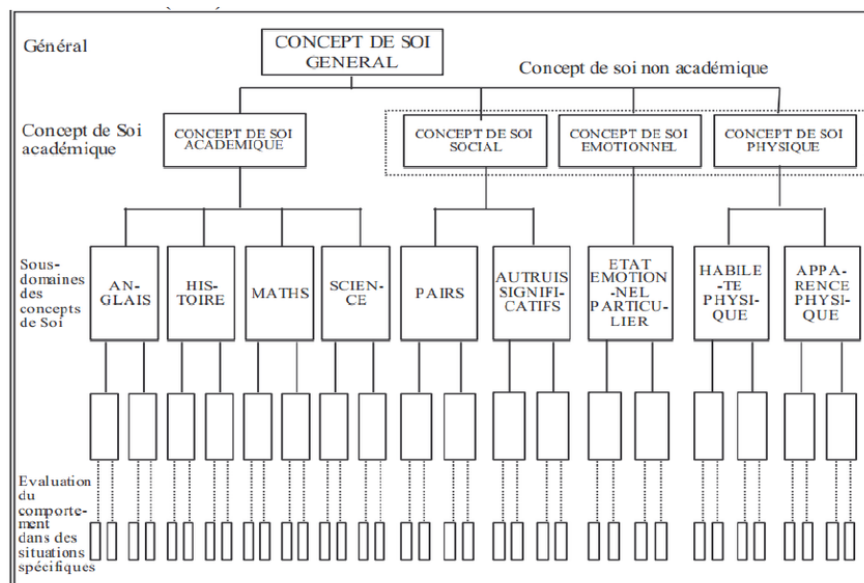 Général
CONCEPT DE SOI
GENERAL
Concept de soi non académique
Concept de Soi
académique
CONCEPT DE SOI
ACADEMIQUE
CONCEPT DE SOI
SOCIAL
CONCEPT DE SOI
EMOTIONNEL
CONCEPT DE SOI
PHYSIQUE
Sous-
domaines
des
concepts
de Soi
AN-
GLAIS
HIS-
TOIRE
MATHS
SCIEN-
CE
PAIRS
AUTRUIS
SIGNIFI-
CATIFS
ETAT
EMOTION-
-NEL
PARTICU-
LIER
HABILE-
-TE
PHYSI-
QUE
APPA-
RENCE
PHYSI-
QUE
Evaluation
du
comporte-
ment
dans des
situations
spécifiques